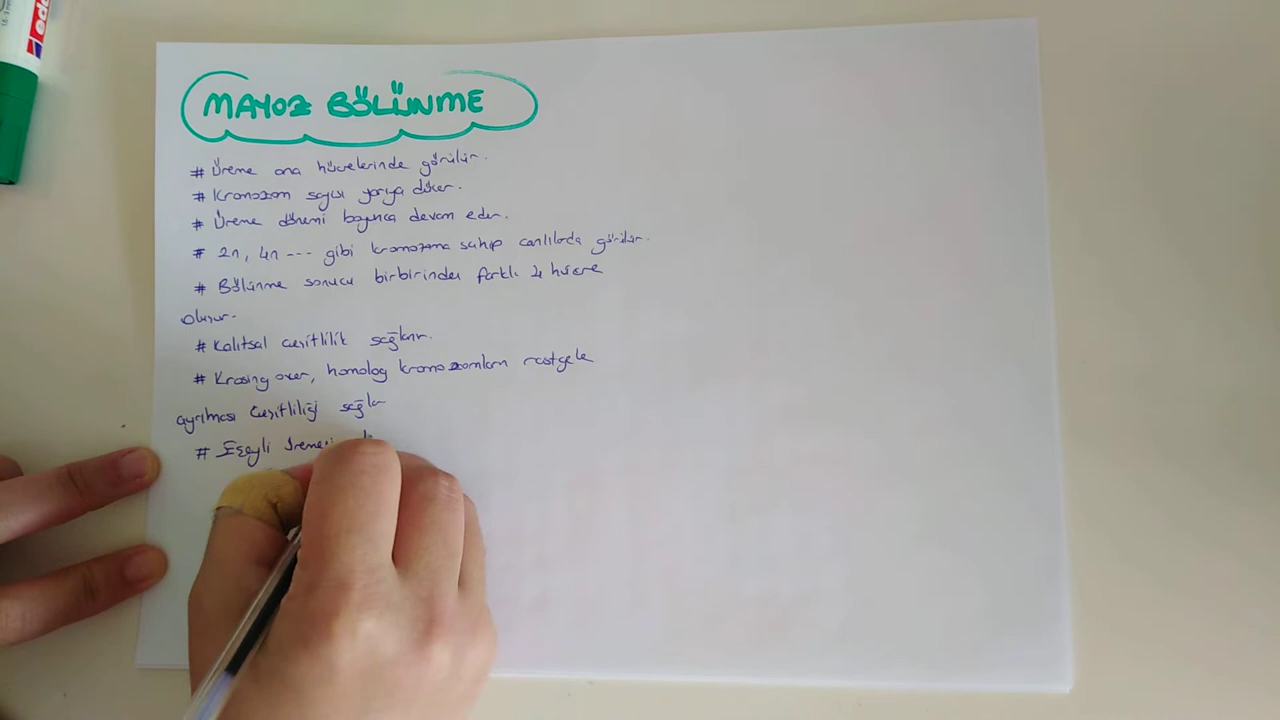 edd
MAYOZ BÖLÜNME
# Üreme ana hücrelerinde görülür.
# Kromozom sayısı yarıya düşer.
# Üreme dönemi boyunca devam eder.
# 2n, 4n --- gibi kromozoma sahip canlılarda görülür.
# Bölünme sonucu birbirinden farklı 4 hücre
oluşur.
# Kalıtsal çeşitlilik sağlanır.
# Krosing over, homolog kromozomların rastgele
ayrılması çeşitliliği sağlar
# Eşeyli